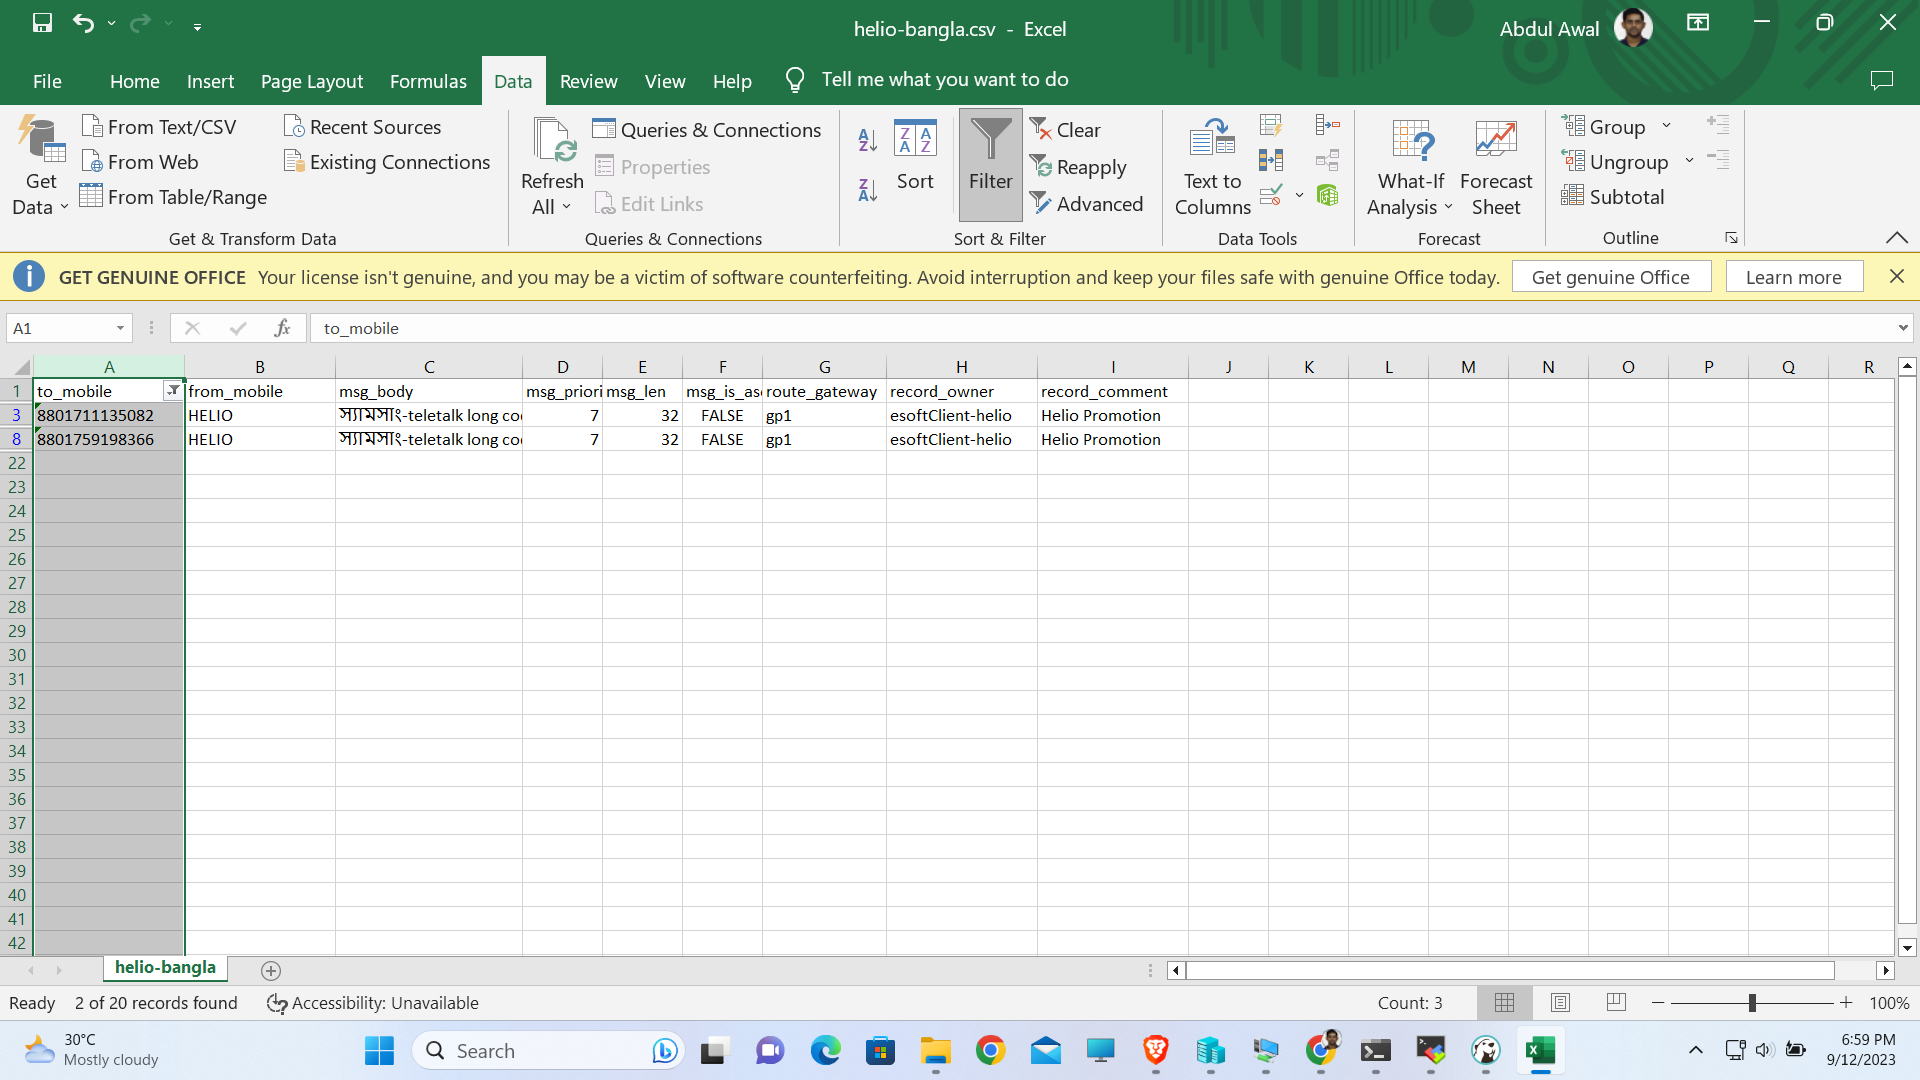 helio-bangla.csv - Excel
Abdul Awal
File Home Insert Page Layout Formulas Data Review View Help Tell me what you want to do
Get Data
From Text/CSV
From Web
From Table/Range
Recent Sources
Existing Connections
Get & Transform Data
Refresh All
Queries & Connections
Properties
Edit Links
Queries & Connections
Sort
Filter
Clear
Reapply
Advanced
Sort & Filter
Text to Columns
Data Tools
What-If Analysis
Forecast Sheet
Forecast
Group
Ungroup
Subtotal
Outline
GET GENUINE OFFICE Your license isn't genuine, and you may be a victim of software counterfeiting. Avoid interruption and keep your files safe with genuine Office today. Get genuine Office Learn more
A1 fx to_mobile
A B C D E F G H I J K L M N O P Q R
1 to_mobile from_mobile msg_body msg_priori msg_len msg_is_as route_gateway record_owner record_comment
3 8801711135082 HELIO স্যামসাং-teletalk long co 7 32 FALSE gp1 esoftClient-helio Helio Promotion
8 8801759198366 HELIO স্যামসাং-teletalk long co 7 32 FALSE gp1 esoftClient-helio Helio Promotion
22
23
24
25
26
27
28
29
30
31
32
33
34
35
36
37
38
39
40
41
42
helio-bangla
Ready 2 of 20 records found Accessibility: Unavailable Count: 3 100%
30°C
Mostly cloudy
Search
6:59 PM
9/12/2023